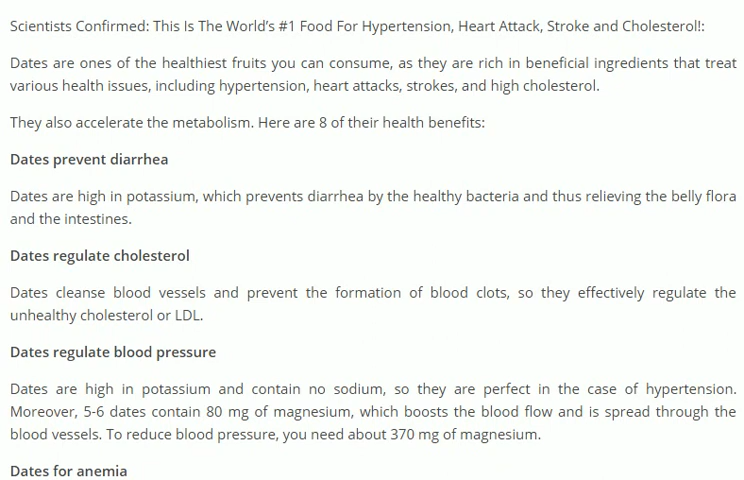 Scientists Confirmed: This Is The World's #1 Food For Hypertension, Heart Attack, Stroke and Cholesterol!:
Dates are ones of the healthiest fruits you can consume, as they are rich in beneficial ingredients that treat
various health issues, including hypertension, heart attacks, strokes, and high cholesterol.
They also accelerate the metabolism. Here are 8 of their health benefits:
Dates prevent diarrhea
Dates are high in potassium, which prevents diarrhea by the healthy bacteria and thus relieving the belly flora
and the intestines.
Dates regulate cholesterol
Dates cleanse blood vessels and prevent the formation of blood clots, so they effectively regulate the
unhealthy cholesterol or LDL.
Dates regulate blood pressure
Dates are high in potassium and contain no sodium, so they are perfect in the case of hypertension.
Moreover, 5-6 dates contain 80 mg of magnesium, which boosts the blood flow and is spread through the
blood vessels. To reduce blood pressure, you need about 370 mg of magnesium.
Dates for anemia